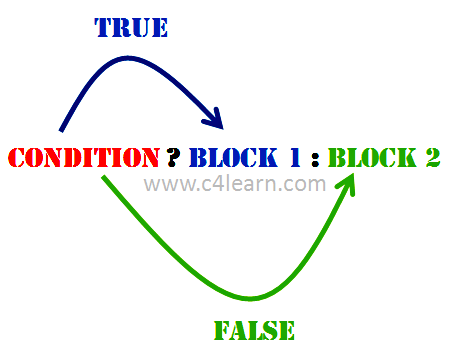 TRUE
CONDITION ? BLOCK 1 : BLOCK 2
www.c4learn.com
FALSE